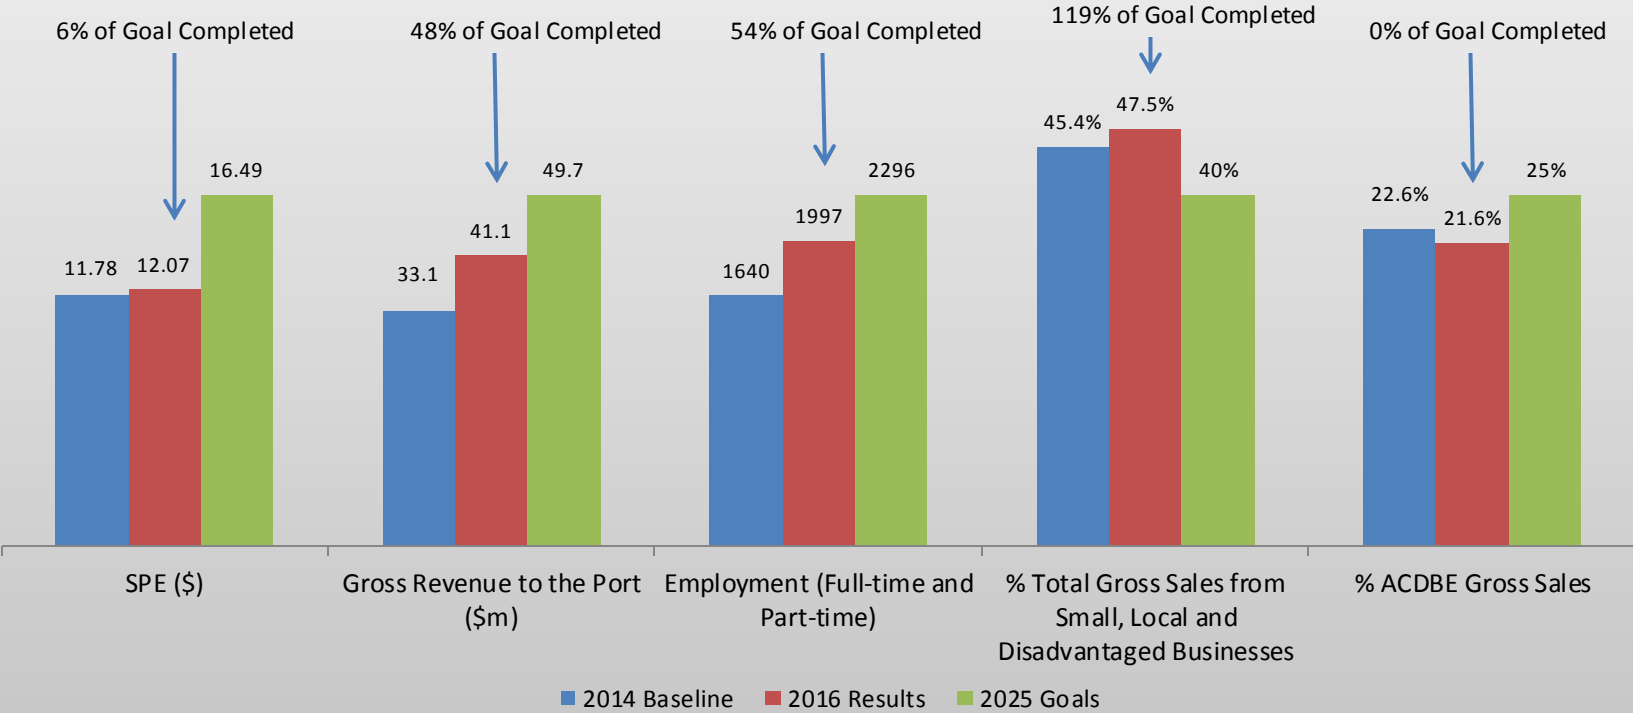 6% of Goal Completed
48% of Goal Completed
54% of Goal Completed
119% of Goal Completed
0% of Goal Completed
11.78
12.07
16.49
33.1
41.1
49.7
1640
1997
2296
45.4%
47.5%
40%
22.6%
21.6%
25%
SPE ($)
Gross Revenue to the Port
($m)
Employment (Full-time and
Part-time)
% Total Gross Sales from
Small, Local and
Disadvantaged Businesses
% ACDBE Gross Sales
2014 Baseline
2016 Results
2025 Goals